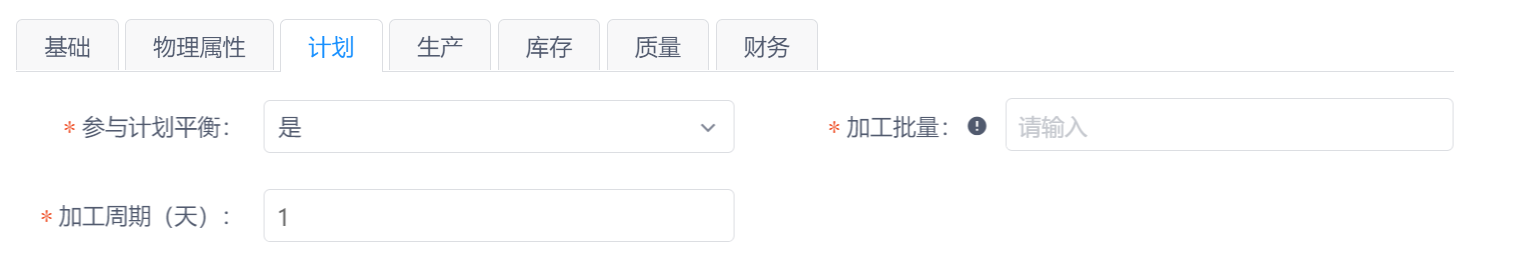 基础 物理属性 计划 生产 库存 质量 财务
* 参与计划平衡： 是 * 加工批量： 请输入
* 加工周期（天）： 1